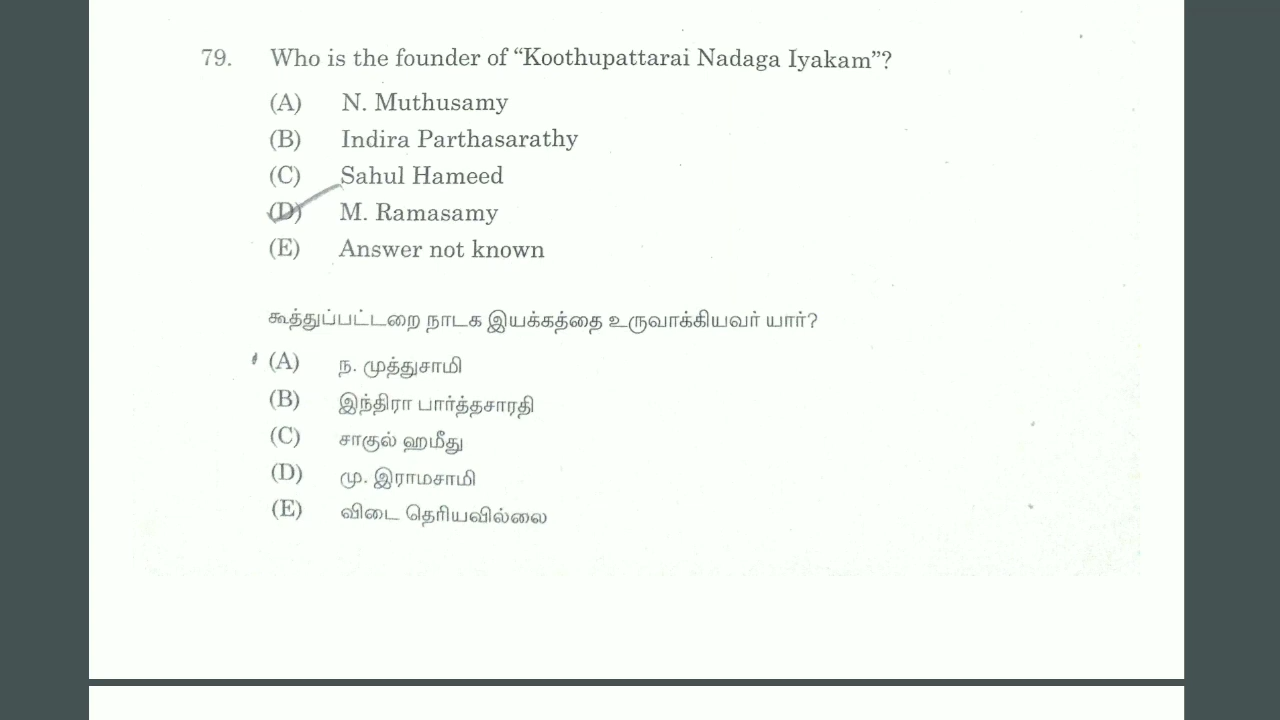 79. Who is the founder of “Koothupattarai Nadaga Iyakam”?
(A) N. Muthusamy
(B) Indira Parthasarathy
(C) Sahul Hameed
(D) M. Ramasamy
(E) Answer not known
கூத்துப்பட்டறை நாடக இயக்கத்தை உருவாக்கியவர் யார்?
(A) ந. முத்துசாமி
(B) இந்திரா பார்த்தசாரதி
(C) சாகுல் ஹமீது
(D) மு. இராமசாமி
(E) விடை தெரியவில்லை